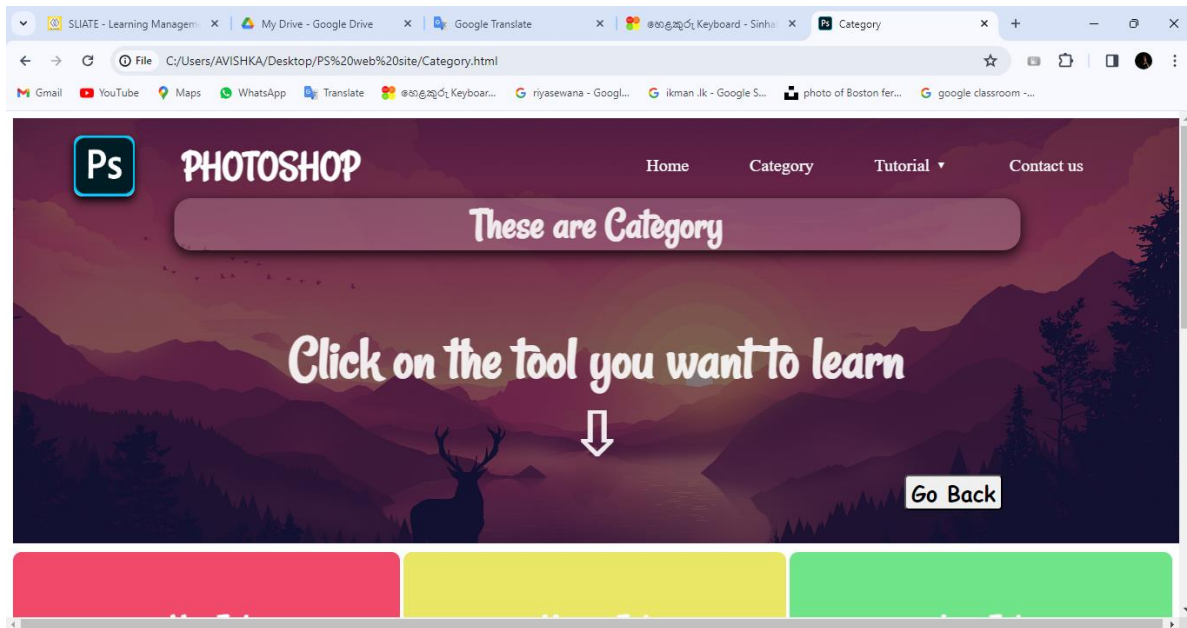 SLIATE - Learning Managem
My Drive - Google Drive
Google Translate
හෙළකුරු Keyboard - Sinha
Ps Category
File C:/Users/AVISHKA/Desktop/PS%20web%20site/Category.html
Gmail YouTube Maps WhatsApp Translate හෙළකුරු Keyboar... riyasewana - Googl... ikman .lk - Google S... photo of Boston fer... google classroom -...
Ps PHOTOSHOP Home Category Tutorial ▾ Contact us
These are Category
Click on the tool you want to learn
⇩
Go Back